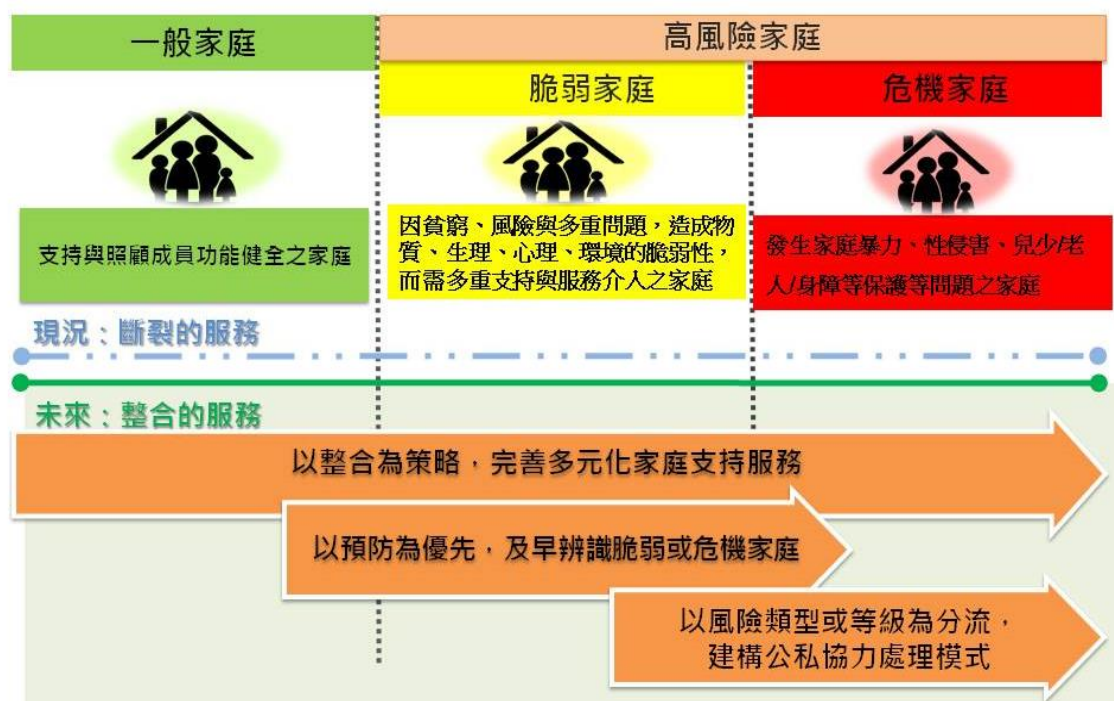 一般家庭
高風險家庭
脆弱家庭
危機家庭
支持與照顧成員功能健全之家庭
因貧窮、風險與多重問題，造成物
質、生理、心理、環境的脆弱性，
而需多重支持與服務介入之家庭
發生家庭暴力、性侵害、兒少/老
人/身障等保護等問題之家庭
現況：斷裂的服務
未來：整合的服務
以整合為策略，完善多元化家庭支持服務
以預防為優先，及早辨識脆弱或危機家庭
以風險類型或等級為分流，
建構公私協力處理模式